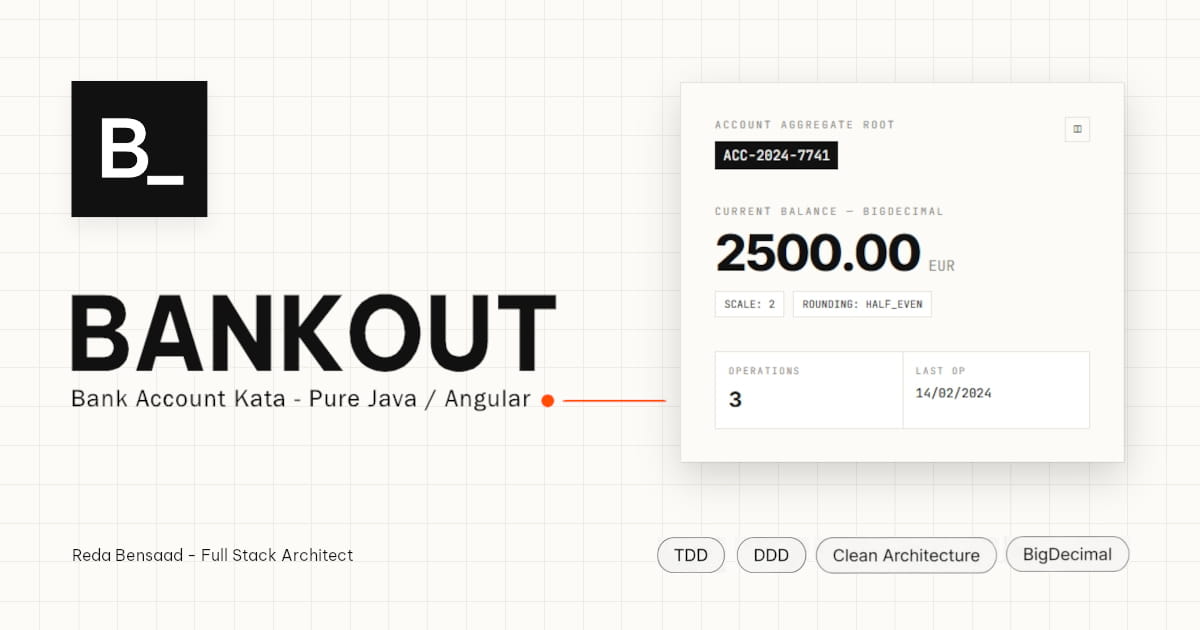 B_
BANKOUT
Bank Account Kata - Pure Java / Angular
ACCOUNT AGGREGATE ROOT
ACC-2024-7741
CURRENT BALANCE — BIGDECIMAL
2500.00 EUR
SCALE: 2 ROUNDING: HALF_EVEN
OPERATIONS
3
LAST OP
14/02/2024
Reda Bensaad – Full Stack Architect
TDD DDD Clean Architecture BigDecimal